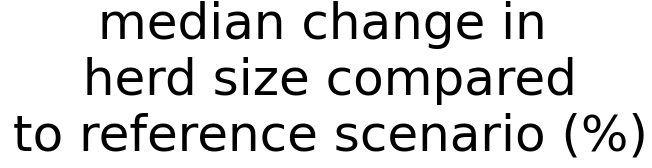 median change in
herd size compared
to reference scenario (%)